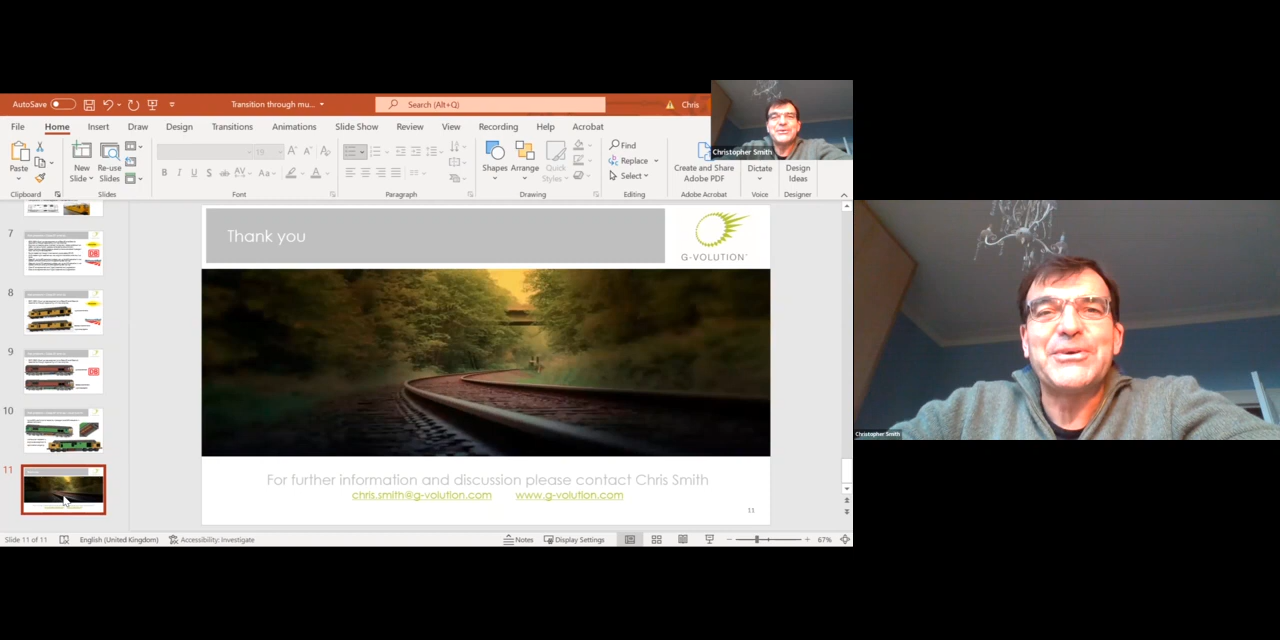 AutoSave
Transition through mu...
Search (Alt+Q)
Chris
File Home Insert Draw Design Transitions Animations Slide Show Review View Recording Help Acrobat
Paste
New Slide
Re-use Slides
19
B I U S ab AV Aa A
Shapes Arrange Quick Styles
Find
Replace
Select
Create and Share Adobe PDF
Dictate
Design Ideas
Clipboard Slides Font Paragraph Drawing Editing Adobe Acrobat Voice Designer
Christopher Smith
7
8
9
10
11
Thank you
G-VOLUTION
For further information and discussion please contact Chris Smith
chris.smith@g-volution.com www.g-volution.com
11
Slide 11 of 11 English (United Kingdom) Accessibility: Investigate Notes Display Settings 67%
Christopher Smith